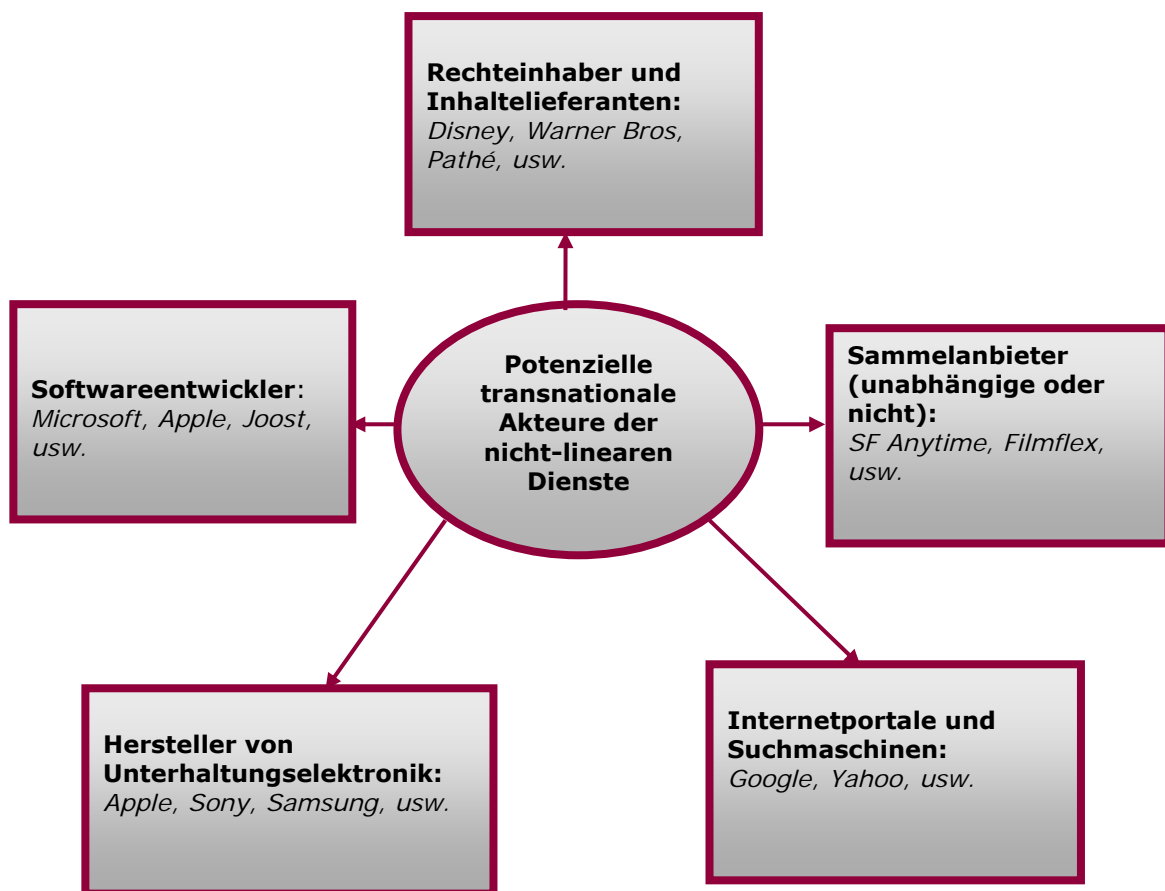 Rechteinhaber und
Inhaltelieferanten:
Disney, Warner Bros,
Pathé, usw.
Softwareentwickler:
Microsoft, Apple, Joost,
usw.
Potenzielle
transnationale
Akteure der
nicht-linearen
Dienste
Sammelanbieter
(unabhängige oder
nicht):
SF Anytime, Filmflex,
usw.
Hersteller von
Unterhaltungselektronik:
Apple, Sony, Samsung, usw.
Internetportale und
Suchmaschinen:
Google, Yahoo, usw.